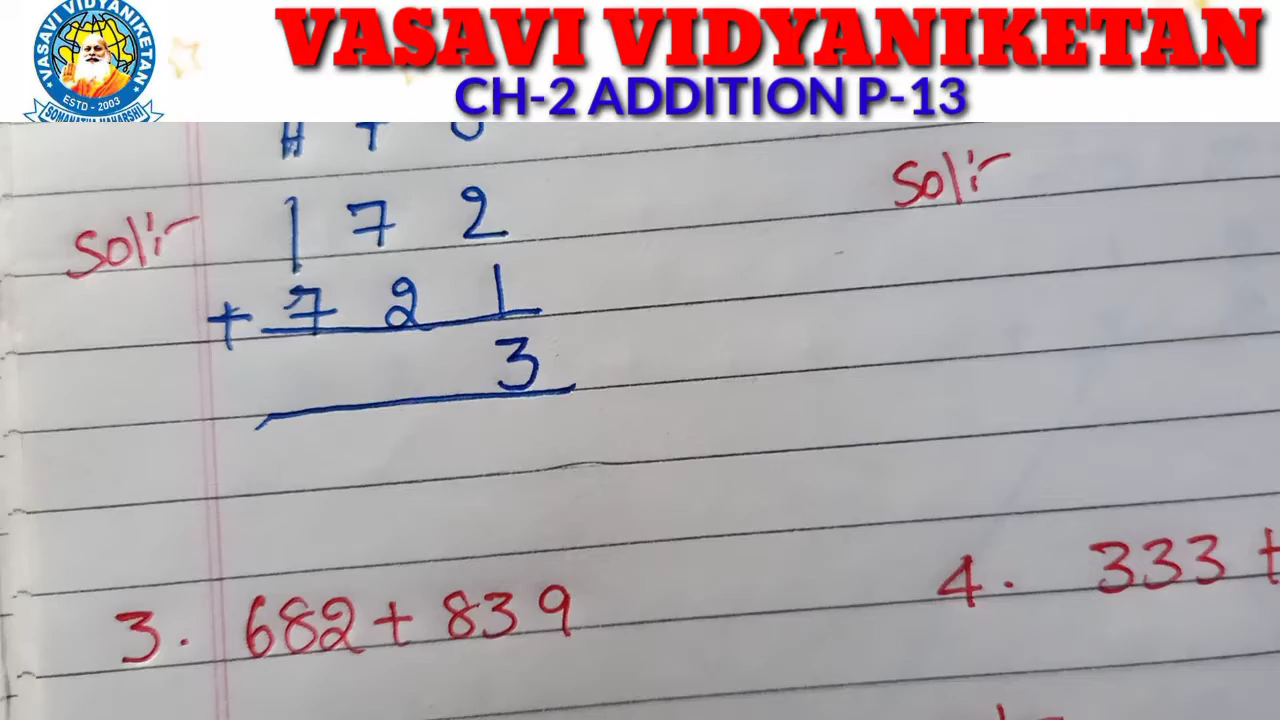 VASAVI VIDYANIKETAN
CH-2 ADDITION P-13
VASAVI VIDYANIKETAN
ESTD - 2003
SOMANATHA MAHARSHI
H T U
Sol:- 1 7 2
+ 7 2 1
3
Sol:-
3. 682 + 839
4. 333 +